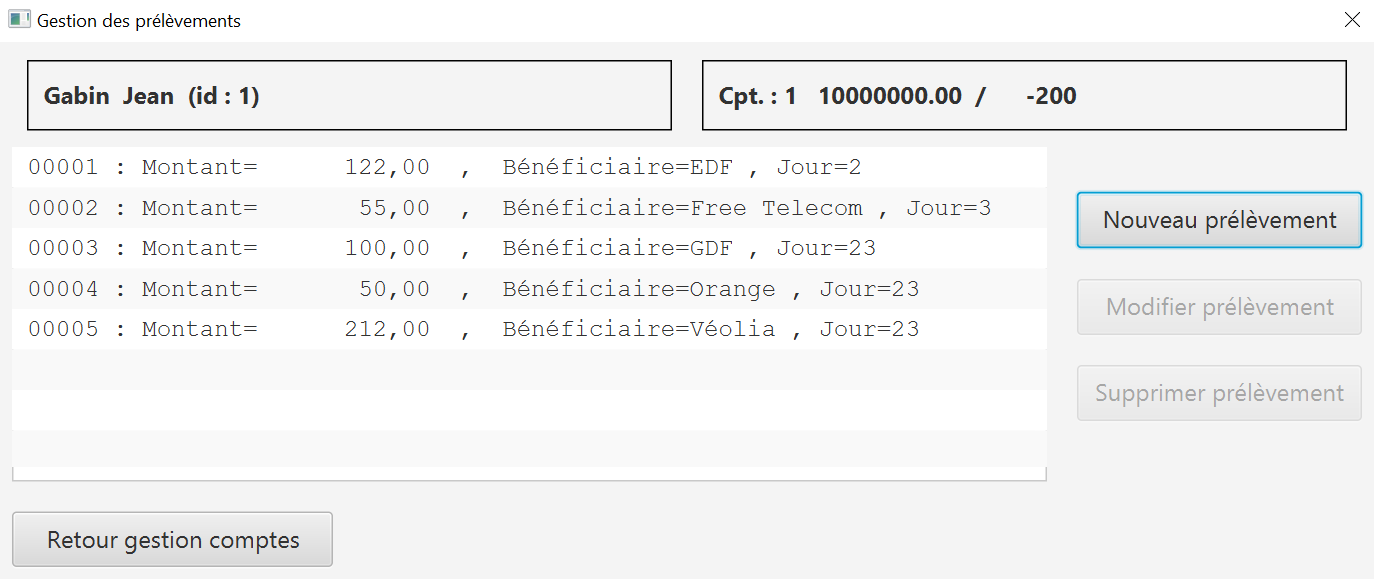 Gestion des prélèvements
Gabin Jean (id : 1)
Cpt. : 1 10000000.00 / -200
00001 : Montant= 122,00 , Bénéficiaire=EDF , Jour=2
00002 : Montant= 55,00 , Bénéficiaire=Free Telecom , Jour=3
00003 : Montant= 100,00 , Bénéficiaire=GDF , Jour=23
00004 : Montant= 50,00 , Bénéficiaire=Orange , Jour=23
00005 : Montant= 212,00 , Bénéficiaire=Véolia , Jour=23
Nouveau prélèvement
Modifier prélèvement
Supprimer prélèvement
Retour gestion comptes